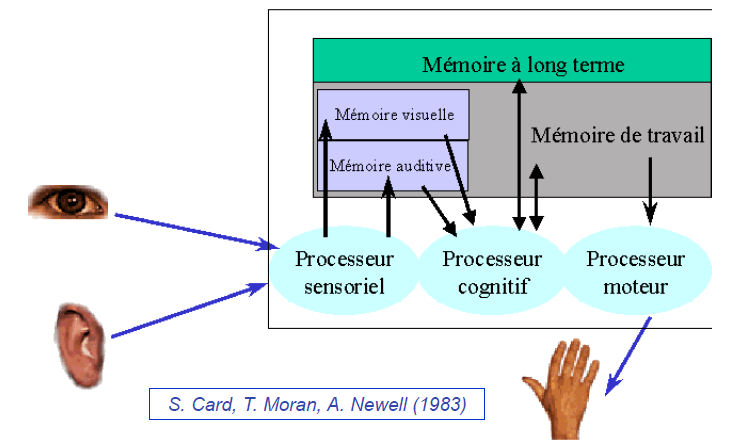 Mémoire à long terme
Mémoire visuelle
Mémoire de travail
Mémoire auditive
Processeur
sensoriel
Processeur
cognitif
Processeur
moteur
S. Card, T. Moran, A. Newell (1983)